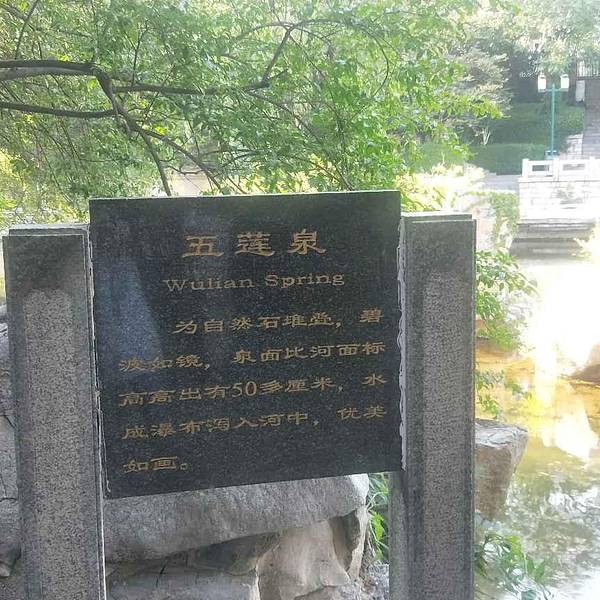 五莲泉
Wulian Spring
为自然石堆叠，碧
波如镜，泉面比河面标
高高出有50多厘米，水
成瀑布泻入河中，优美
如画。